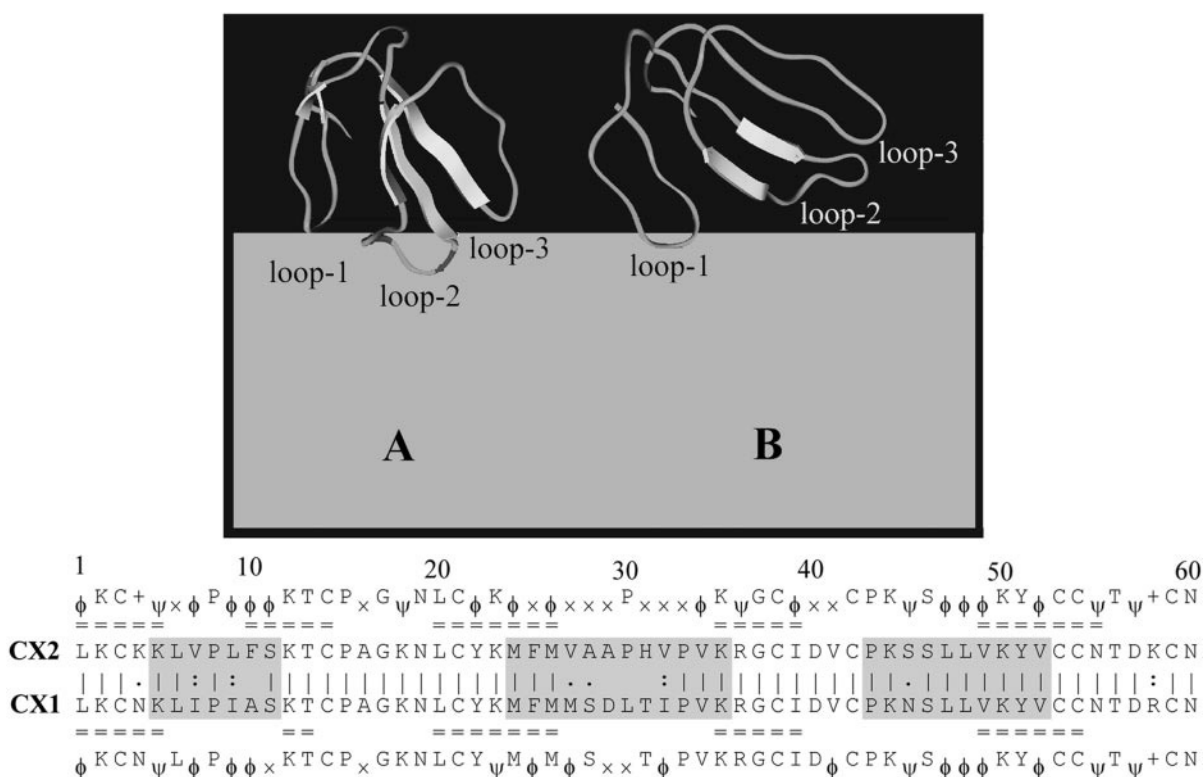 loop-3
loop-2
loop-1
loop-3
loop-2
loop-1
A
B
1 10 20 30 40 50 60
ϕKC+ψ×ϕPϕϕϕKTCP×GψNLCϕKϕ×ϕ×××P×××ϕKψGCϕ××CPKψSϕϕϕKYϕCCψTψ+CN
CX2 LKCKKLVPLFSKTCPAGKNLCYKMFMVAAPHVPVKRGCIDVCPKSSLLVKYVCCNTDKCN
CX1 LKCNKLIPIASKTCPAGKNLCYKMFMMSDLTIPVKRGCIDVCPKNSLLVKYVCCNTDRCN
ϕKCNψLϕPϕϕ×KTCP×GKNLCYψMϕMϕS××TϕPVKRGCIDϕCPKψSϕϕϕKYϕCCψTψ+CN